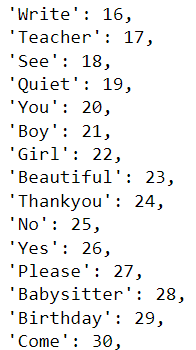 'Write': 16,
'Teacher': 17,
'See': 18,
'Quiet': 19,
'You': 20,
'Boy': 21,
'Girl': 22,
'Beautiful': 23,
'Thankyou': 24,
'No': 25,
'Yes': 26,
'Please': 27,
'Babysitter': 28,
'Birthday': 29,
'Come': 30,